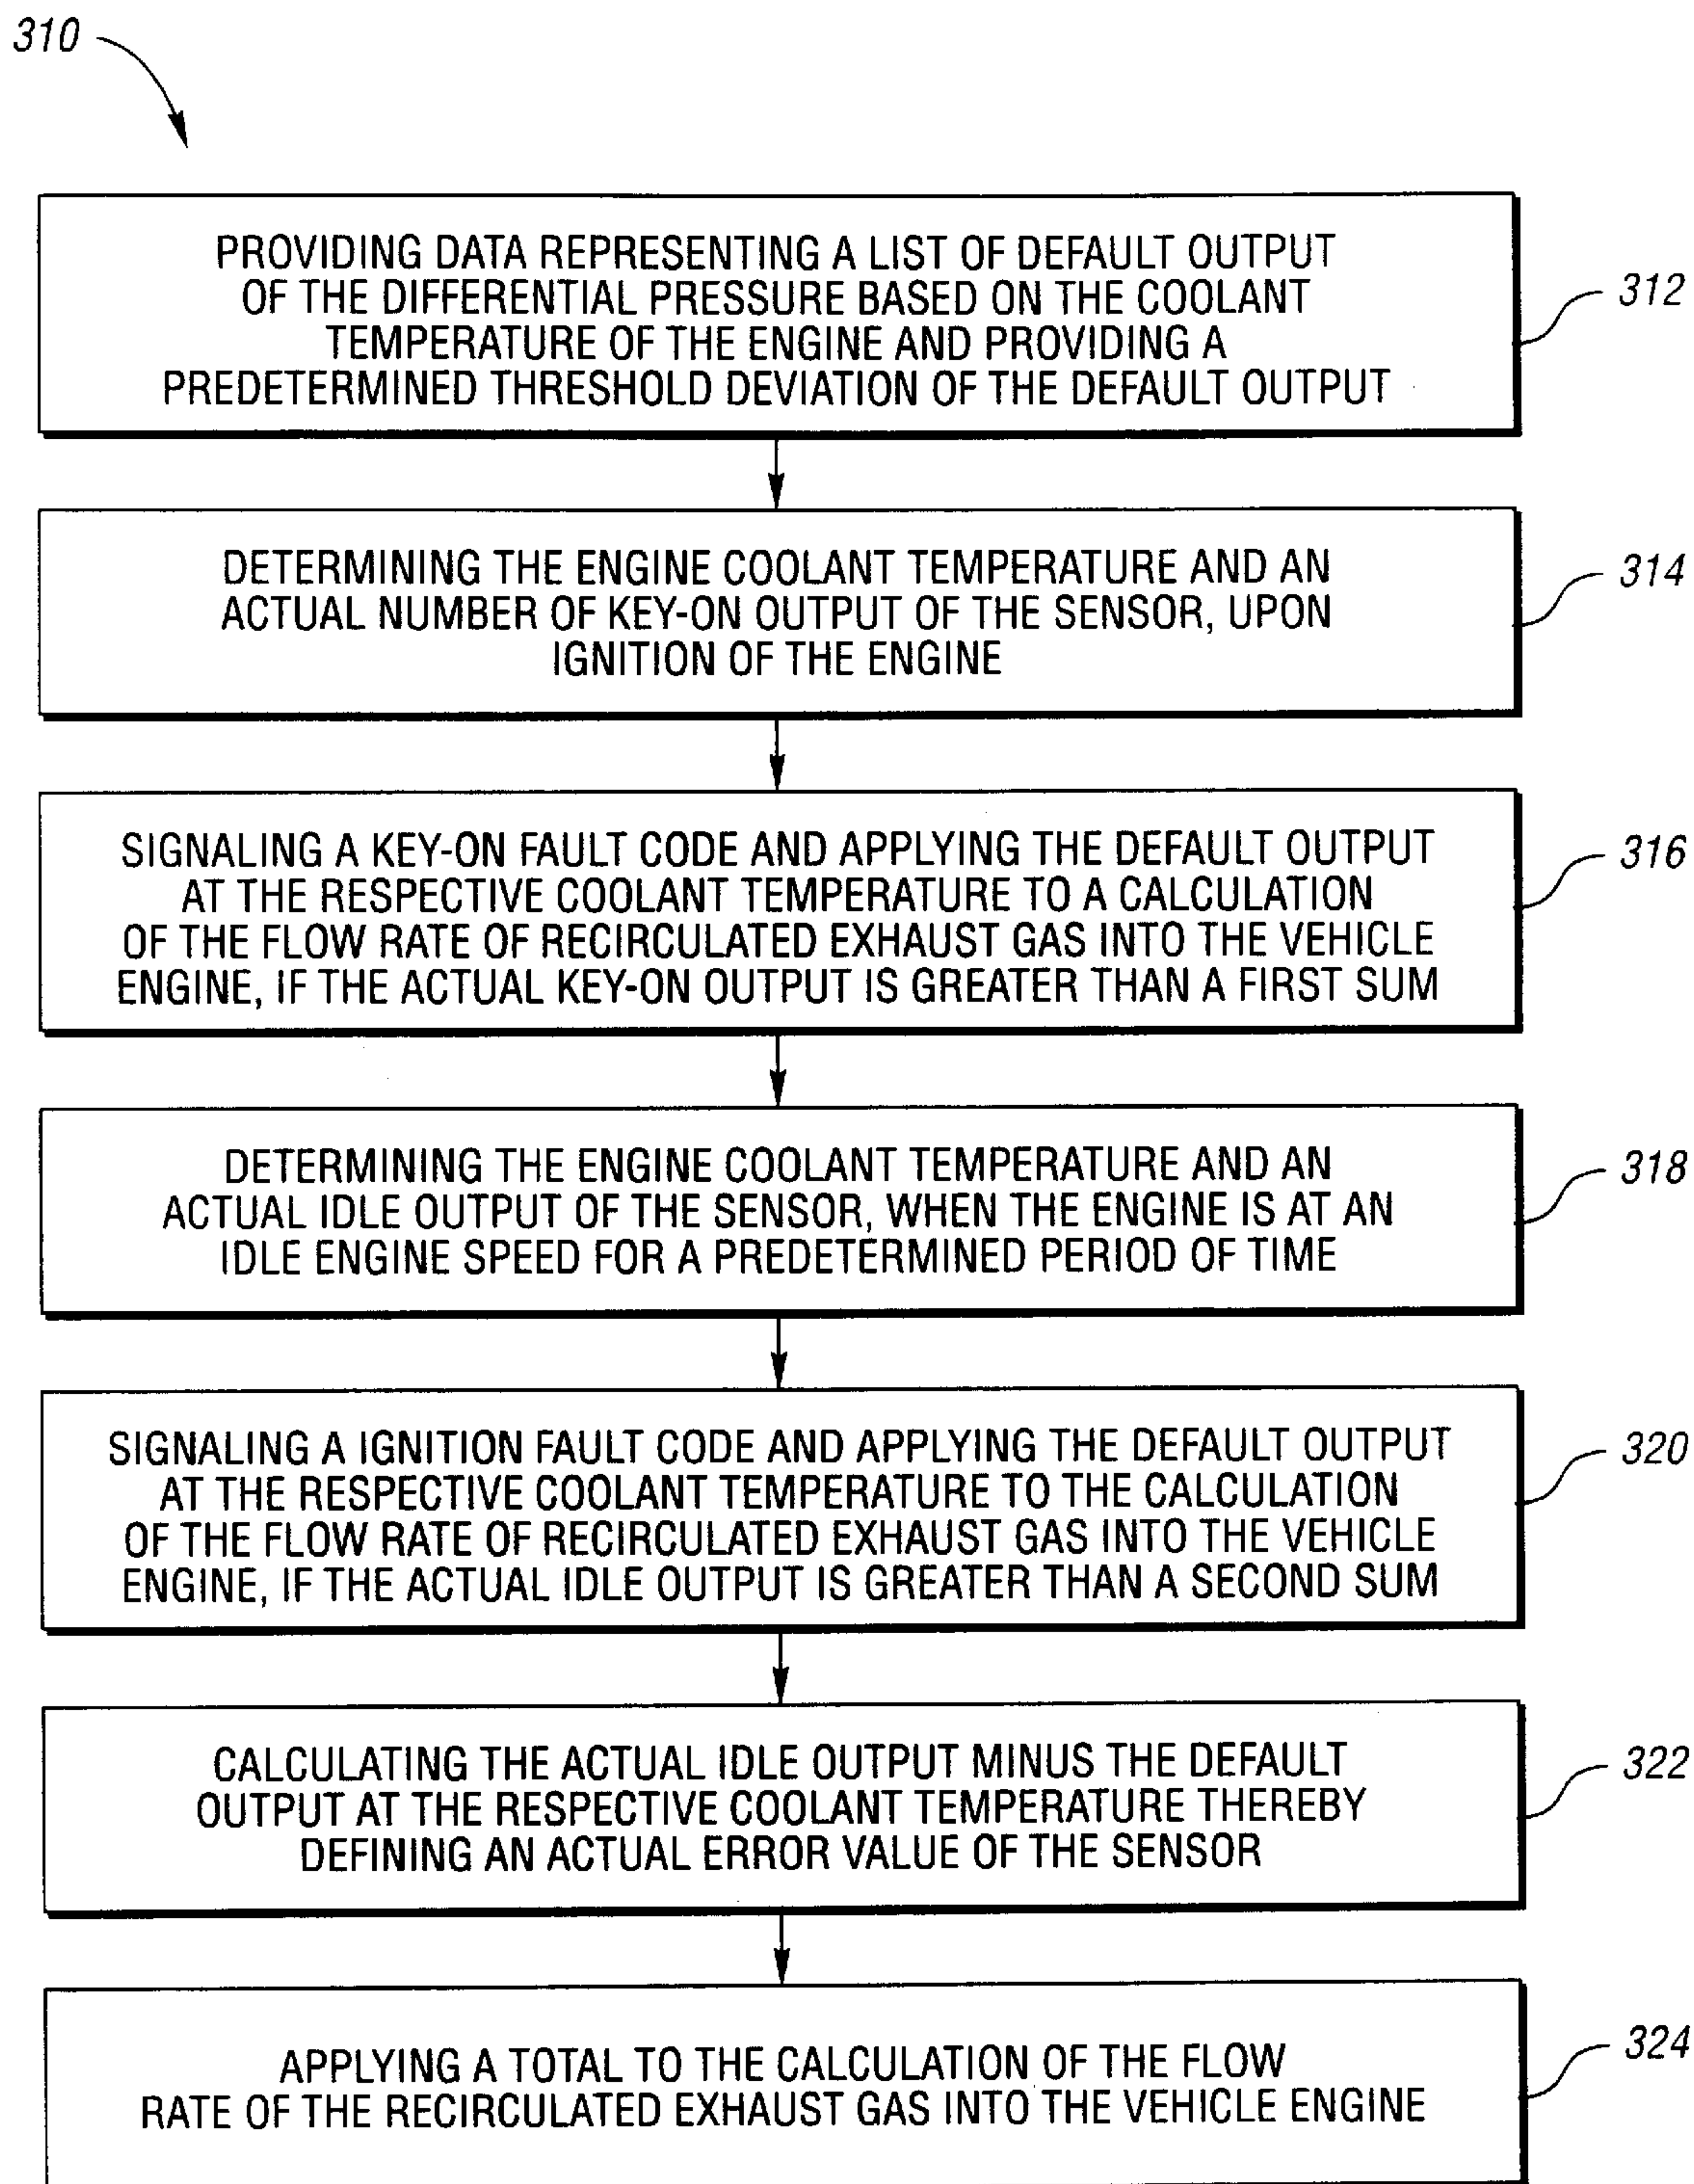 310
PROVIDING DATA REPRESENTING A LIST OF DEFAULT OUTPUT
OF THE DIFFERENTIAL PRESSURE BASED ON THE COOLANT
TEMPERATURE OF THE ENGINE AND PROVIDING A
PREDETERMINED THRESHOLD DEVIATION OF THE DEFAULT OUTPUT
312
DETERMINING THE ENGINE COOLANT TEMPERATURE AND AN
ACTUAL NUMBER OF KEY-ON OUTPUT OF THE SENSOR, UPON
IGNITION OF THE ENGINE
314
SIGNALING A KEY-ON FAULT CODE AND APPLYING THE DEFAULT OUTPUT
AT THE RESPECTIVE COOLANT TEMPERATURE TO A CALCULATION
OF THE FLOW RATE OF RECIRCULATED EXHAUST GAS INTO THE VEHICLE
ENGINE, IF THE ACTUAL KEY-ON OUTPUT IS GREATER THAN A FIRST SUM
316
DETERMINING THE ENGINE COOLANT TEMPERATURE AND AN
ACTUAL IDLE OUTPUT OF THE SENSOR, WHEN THE ENGINE IS AT AN
IDLE ENGINE SPEED FOR A PREDETERMINED PERIOD OF TIME
318
SIGNALING A IGNITION FAULT CODE AND APPLYING THE DEFAULT OUTPUT
AT THE RESPECTIVE COOLANT TEMPERATURE TO THE CALCULATION
OF THE FLOW RATE OF RECIRCULATED EXHAUST GAS INTO THE VEHICLE
ENGINE, IF THE ACTUAL IDLE OUTPUT IS GREATER THAN A SECOND SUM
320
CALCULATING THE ACTUAL IDLE OUTPUT MINUS THE DEFAULT
OUTPUT AT THE RESPECTIVE COOLANT TEMPERATURE THEREBY
DEFINING AN ACTUAL ERROR VALUE OF THE SENSOR
322
APPLYING A TOTAL TO THE CALCULATION OF THE FLOW
RATE OF THE RECIRCULATED EXHAUST GAS INTO THE VEHICLE ENGINE
324